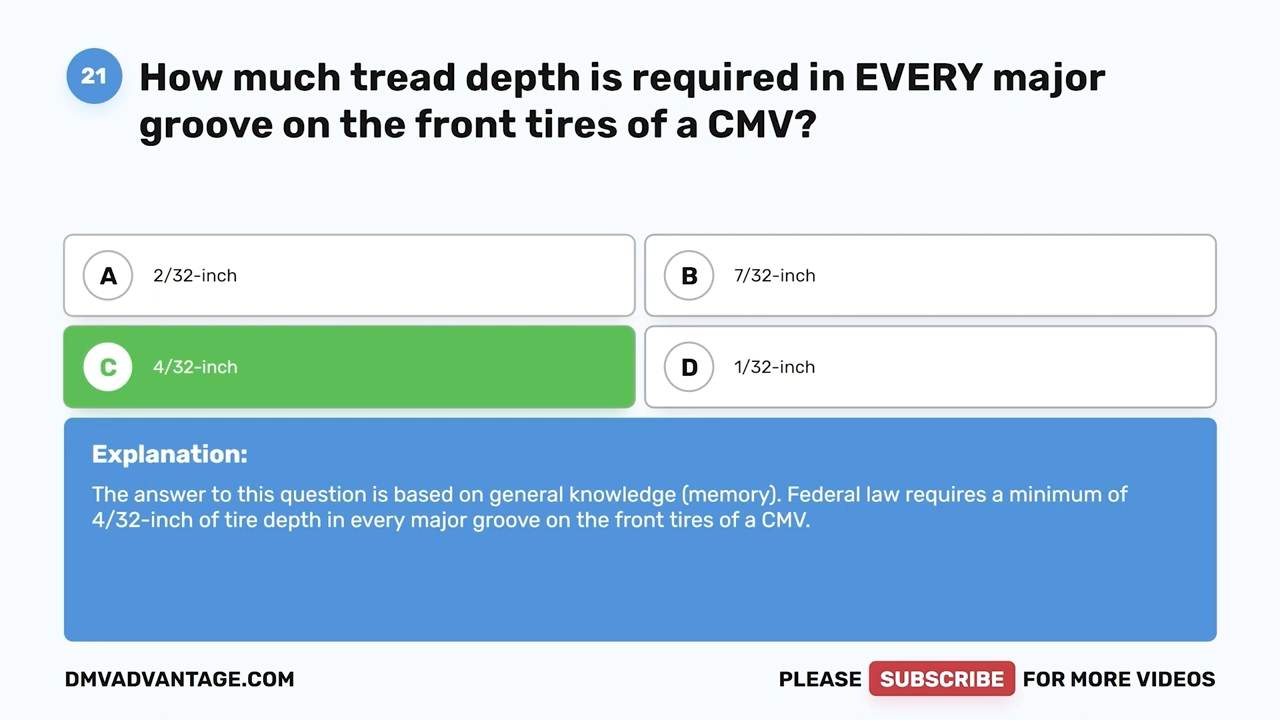 21
How much tread depth is required in EVERY major
groove on the front tires of a CMV?
A 2/32-inch
B 7/32-inch
C 4/32-inch
D 1/32-inch
Explanation:
The answer to this question is based on general knowledge (memory). Federal law requires a minimum of
4/32-inch of tire depth in every major groove on the front tires of a CMV.
DMVADVANTAGE.COM
PLEASE SUBSCRIBE FOR MORE VIDEOS